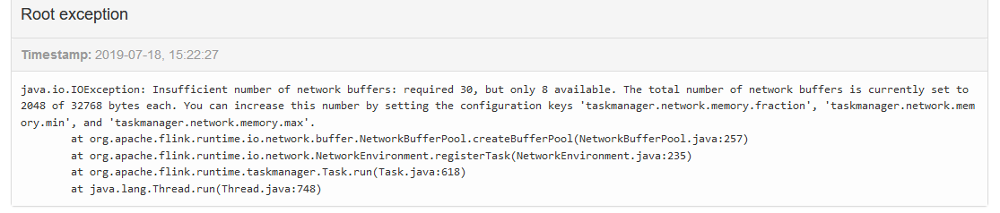 Root exception
Timestamp: 2019-07-18, 15:22:27
java.io.IOException: Insufficient number of network buffers: required 30, but only 8 available. The total number of network buffers is currently set to
2048 of 32768 bytes each. You can increase this number by setting the configuration keys 'taskmanager.network.memory.fraction', 'taskmanager.network.mem
ory.min', and 'taskmanager.network.memory.max'.
at org.apache.flink.runtime.io.network.buffer.NetworkBufferPool.createBufferPool(NetworkBufferPool.java:257)
at org.apache.flink.runtime.io.network.NetworkEnvironment.registerTask(NetworkEnvironment.java:235)
at org.apache.flink.runtime.taskmanager.Task.run(Task.java:618)
at java.lang.Thread.run(Thread.java:748)